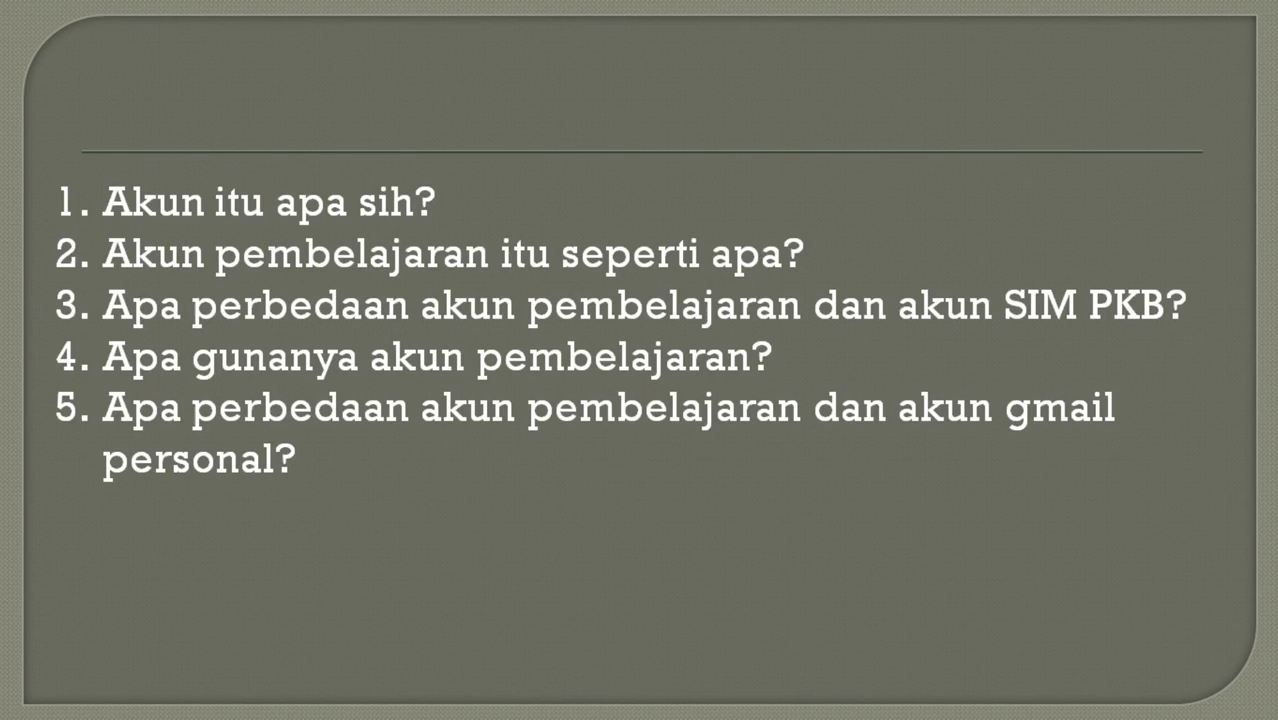 1. Akun itu apa sih?
2. Akun pembelajaran itu seperti apa?
3. Apa perbedaan akun pembelajaran dan akun SIM PKB?
4. Apa gunanya akun pembelajaran?
5. Apa perbedaan akun pembelajaran dan akun gmail
personal?